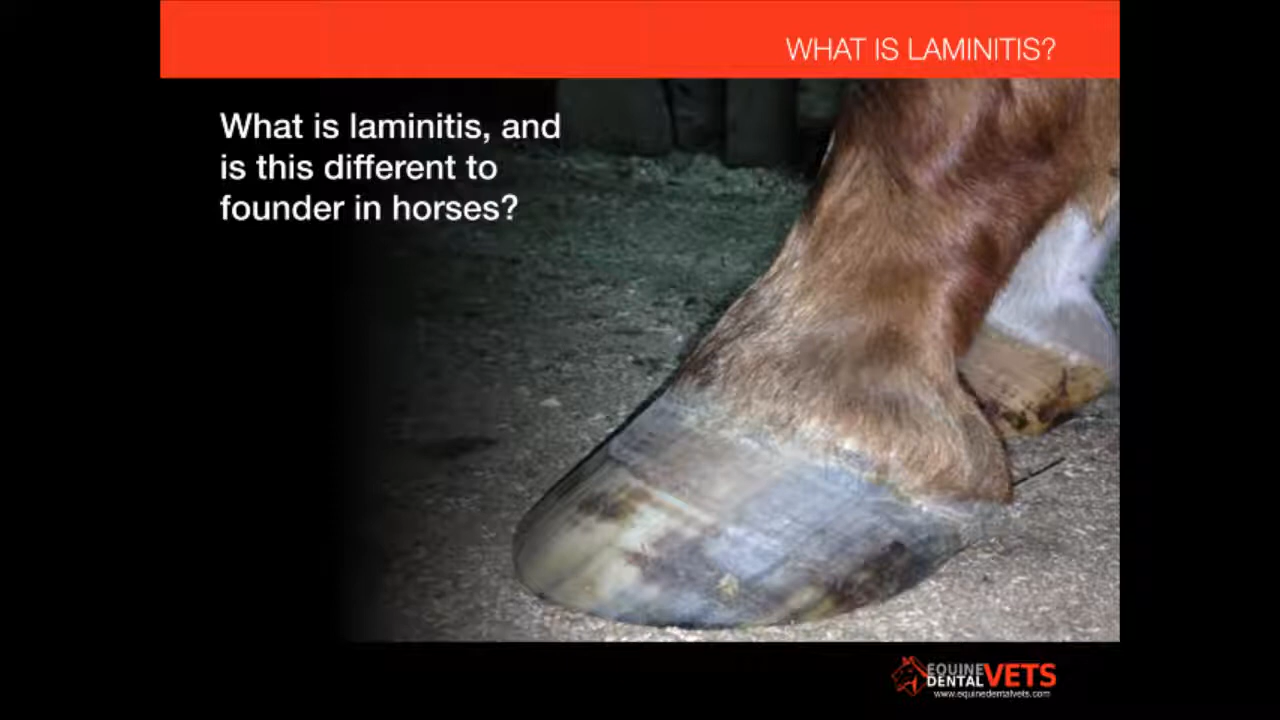 WHAT IS LAMINITIS?
What is laminitis, and
is this different to
founder in horses?
EQUINE
DENTAL VETS
www.equinedentalvets.com